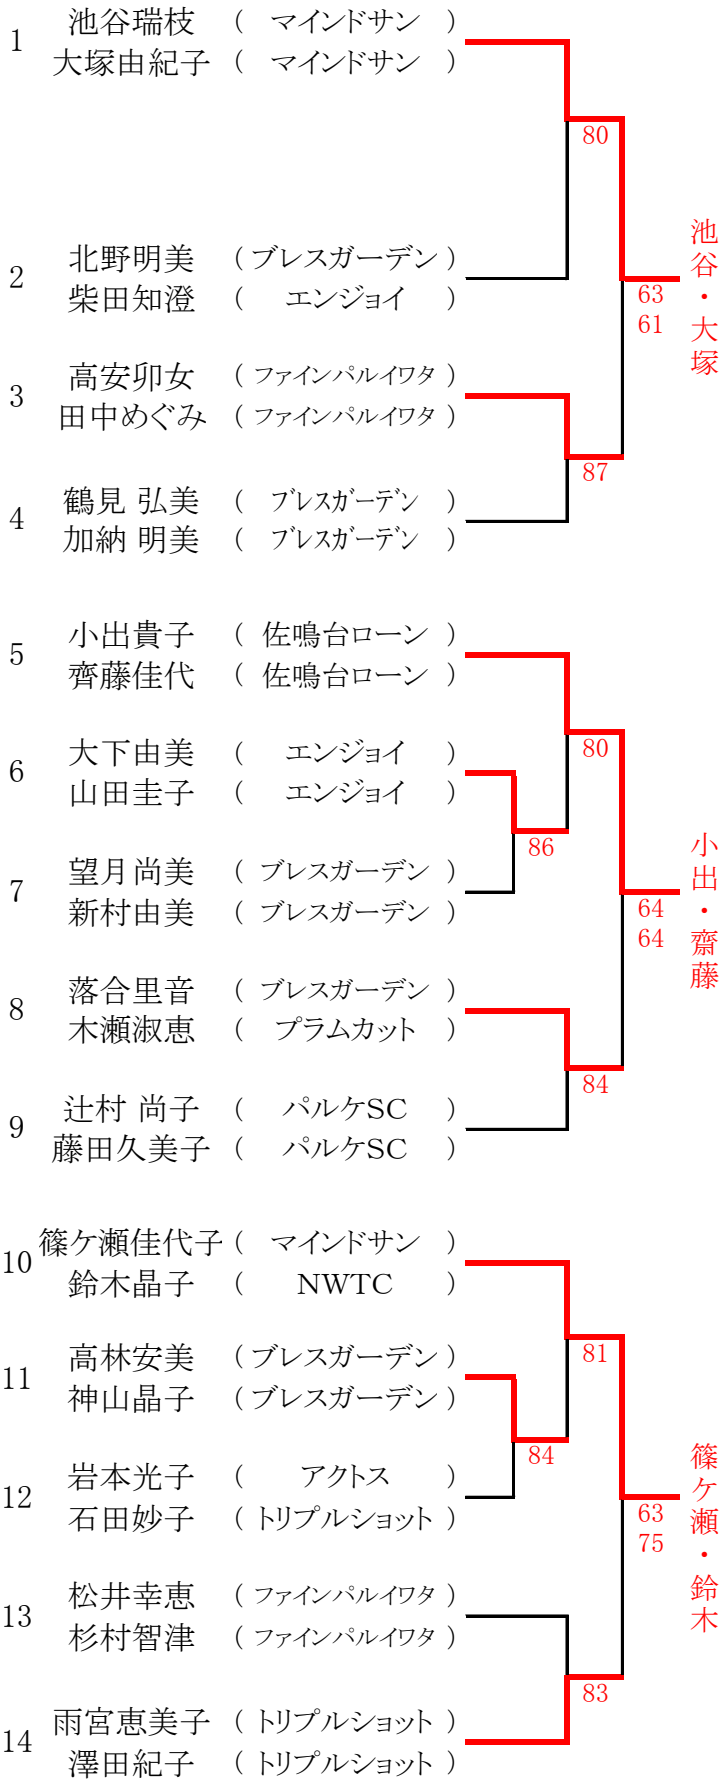 1
池谷瑞枝 ( マインドサン )
大塚由紀子 ( マインドサン )
80
2
北野明美 ( ブレスガーデン )
柴田知澄 ( エンジョイ )
63
61
池谷・大塚
3
高安卯女 ( ファインパルイワタ )
田中めぐみ ( ファインパルイワタ )
87
4
鶴見 弘美 ( ブレスガーデン )
加納 明美 ( ブレスガーデン )
5
小出貴子 ( 佐鳴台ローン )
齊藤佳代 ( 佐鳴台ローン )
80
6
大下由美 ( エンジョイ )
山田圭子 ( エンジョイ )
86
7
望月尚美 ( ブレスガーデン )
新村由美 ( ブレスガーデン )
64
64
小出・齋藤
8
落合里音 ( ブレスガーデン )
木瀬淑恵 ( プラムカット )
84
9
辻村 尚子 ( パルケSC )
藤田久美子 ( パルケSC )
10
篠ケ瀬佳代子 ( マインドサン )
鈴木晶子 ( NWTC )
81
11
高林安美 ( ブレスガーデン )
神山晶子 ( ブレスガーデン )
84
12
岩本光子 ( アクトス )
石田妙子 ( トリプルショット )
63
75
篠ケ瀬・鈴木
13
松井幸恵 ( ファインパルイワタ )
杉村智津 ( ファインパルイワタ )
83
14
雨宮恵美子 ( トリプルショット )
澤田紀子 ( トリプルショット )